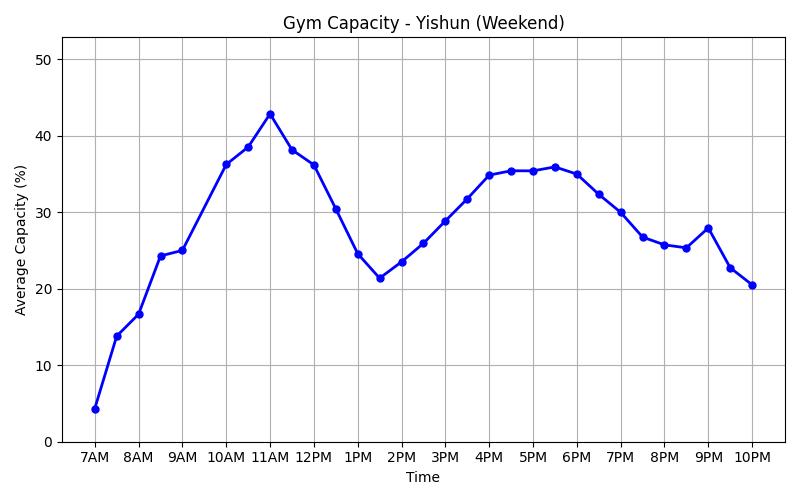 Gym Capacity - Yishun (Weekend)
Average Capacity (%)
50
40
30
20
10
0
7AM 8AM 9AM 10AM 11AM 12PM 1PM 2PM 3PM 4PM 5PM 6PM 7PM 8PM 9PM 10PM
Time